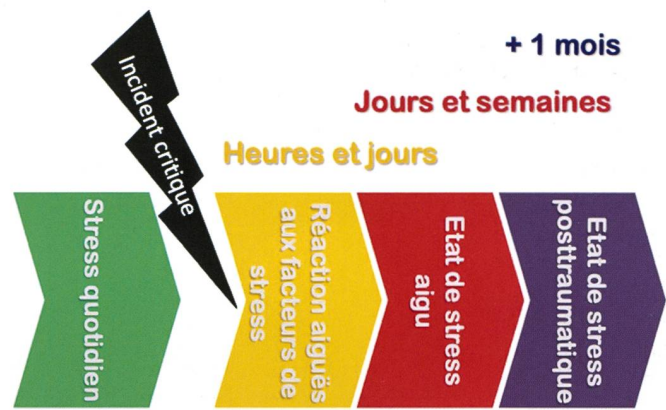 + 1 mois
Jours et semaines
Heures et jours
Incident critique
Stress quotidien
Réaction aiguës
aux facteurs de
stress
Etat de stress
aigu
Etat de stress
posttraumatique